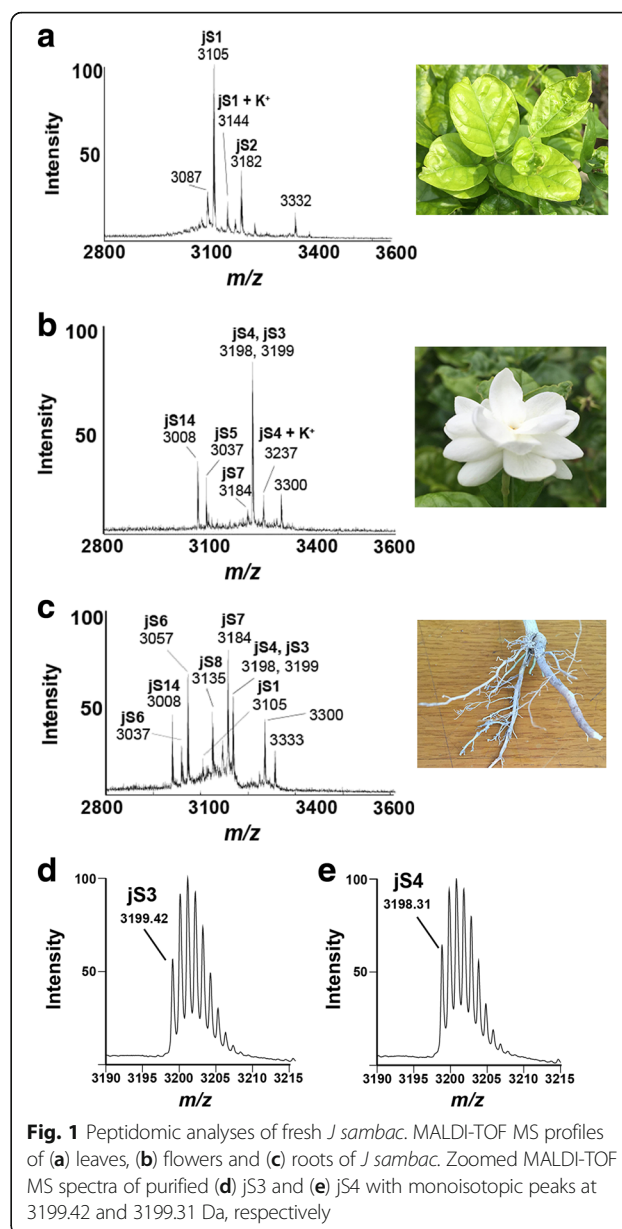 a
jS1
3105
100
jS1 + K⁺
3144
jS2
3182
50
3087
3332
Intensity
2800 3100 3400 3600
m/z
b
100
jS4, jS3
3198, 3199
jS14
3008
jS5
3037
jS4 + K⁺
3237
50
jS7
3184
3300
Intensity
2800 3100 3400 3600
m/z
c
100
jS6
3057
jS7
3184
jS4, jS3
3198, 3199
jS8
3135
jS14
3008
jS1
3105
50
jS6
3037
3300
3333
Intensity
2800 3100 3400 3600
m/z
d
100
jS3
3199.42
50
Intensity
3190 3195 3200 3205 3210 3215
m/z
e
100
jS4
3198.31
50
Intensity
3190 3195 3200 3205 3210 3215
m/z
Fig. 1 Peptidomic analyses of fresh J sambac. MALDI-TOF MS profiles
of (a) leaves, (b) flowers and (c) roots of J sambac. Zoomed MALDI-TOF
MS spectra of purified (d) jS3 and (e) jS4 with monoisotopic peaks at
3199.42 and 3199.31 Da, respectively